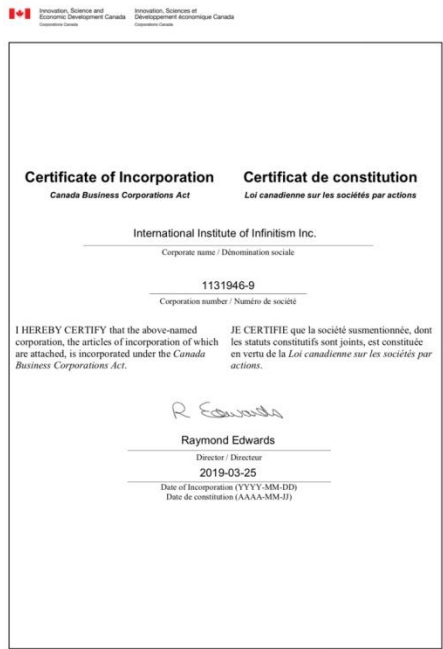 Innovation, Science and
Economic Development Canada
Corporations Canada
Innovation, Sciences et
Développement économique Canada
Corporations Canada
Certificate of Incorporation
Canada Business Corporations Act
Certificat de constitution
Loi canadienne sur les sociétés par actions
International Institute of Infinitism Inc.
Corporate name / Dénomination sociale
1131946-9
Corporation number / Numéro de société
I HEREBY CERTIFY that the above-named
corporation, the articles of incorporation of which
are attached, is incorporated under the Canada
Business Corporations Act.
JE CERTIFIE que la société susmentionnée, dont
les statuts constitutifs sont joints, est constituée
en vertu de la Loi canadienne sur les sociétés par
actions.
R Edwards
Raymond Edwards
Director / Directeur
2019-03-25
Date of Incorporation (YYYY-MM-DD)
Date de constitution (AAAA-MM-JJ)